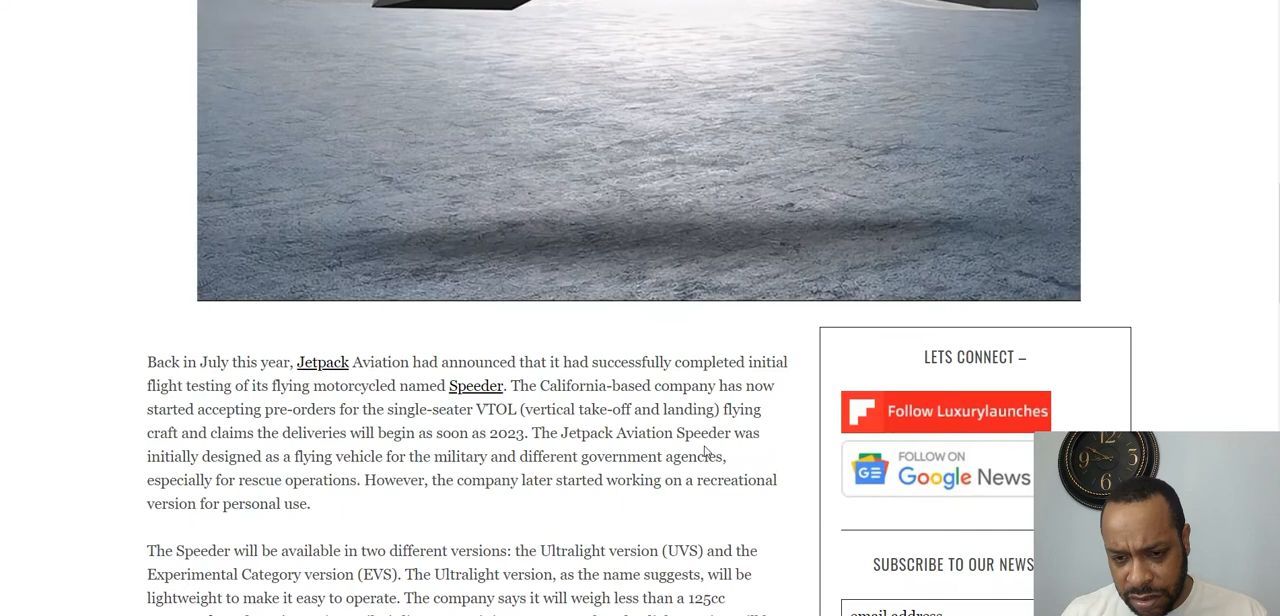 Back in July this year, Jetpack Aviation had announced that it had successfully completed initial
flight testing of its flying motorcycled named Speeder. The California-based company has now
started accepting pre-orders for the single-seater VTOL (vertical take-off and landing) flying
craft and claims the deliveries will begin as soon as 2023. The Jetpack Aviation Speeder was
initially designed as a flying vehicle for the military and different government agencies,
especially for rescue operations. However, the company later started working on a recreational
version for personal use.
The Speeder will be available in two different versions: the Ultralight version (UVS) and the
Experimental Category version (EVS). The Ultralight version, as the name suggests, will be
lightweight to make it easy to operate. The company says it will weigh less than a 125cc
LETS CONNECT –
Follow Luxurylaunches
FOLLOW ON
GE Google News
SUBSCRIBE TO OUR NEWS
email address
12
9
6